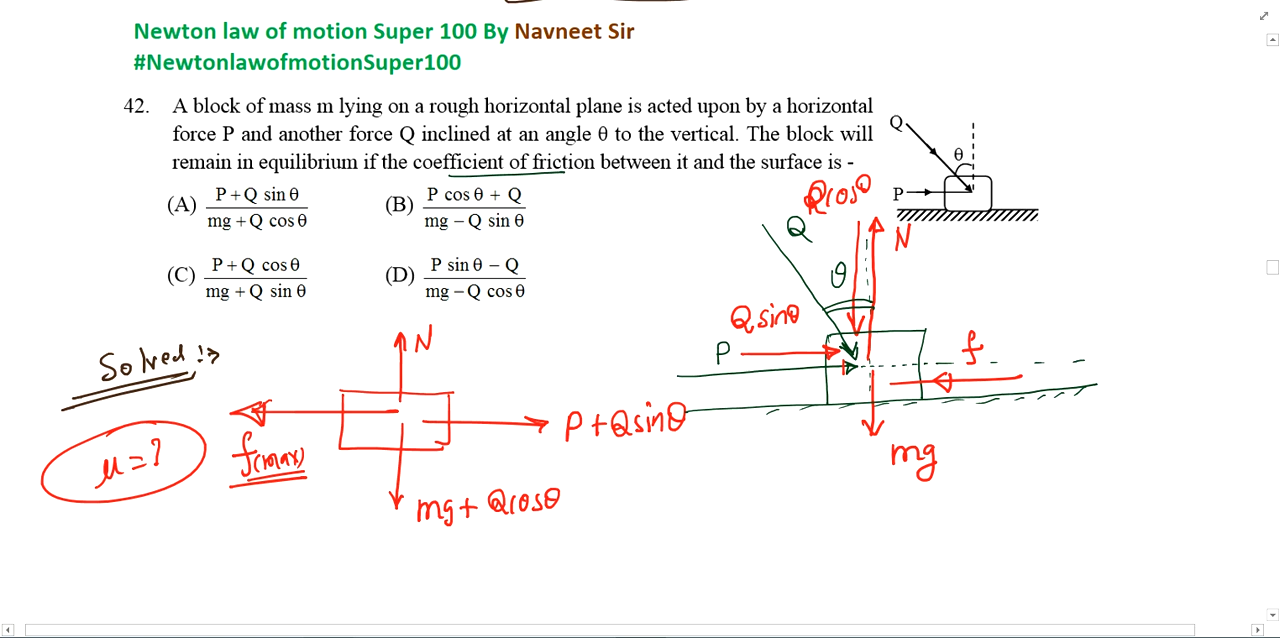 Newton law of motion Super 100 By Navneet Sir
#NewtonlawofmotionSuper100
42. A block of mass m lying on a rough horizontal plane is acted upon by a horizontal
force P and another force Q inclined at an angle θ to the vertical. The block will
remain in equilibrium if the coefficient of friction between it and the surface is -
(A) P + Q sin θ / mg + Q cos θ
(B) P cos θ + Q / mg – Q sin θ
(C) P + Q cos θ / mg + Q sin θ
(D) P sin θ – Q / mg – Q cos θ
Q
θ
P
Qcosθ
Q
N
θ
Qsinθ
P
f
mg
Solved :→
N
P+Qsinθ
f(max)
μ=?
mg+Qcosθ